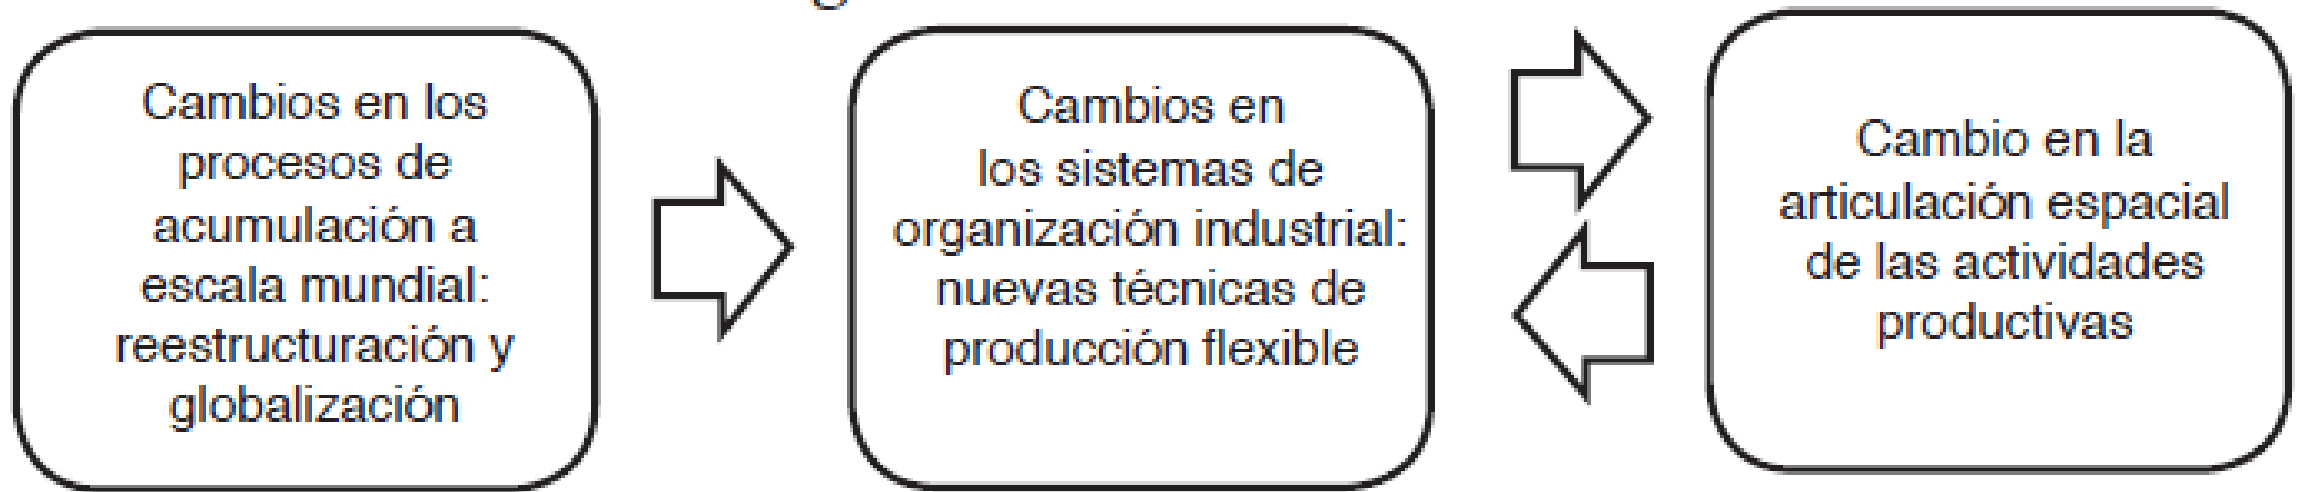 Cambios en los
procesos de
acumulación a
escala mundial:
reestructuración y
globalización
Cambios en
los sistemas de
organización industrial:
nuevas técnicas de
producción flexible
Cambio en la
articulación espacial
de las actividades
productivas